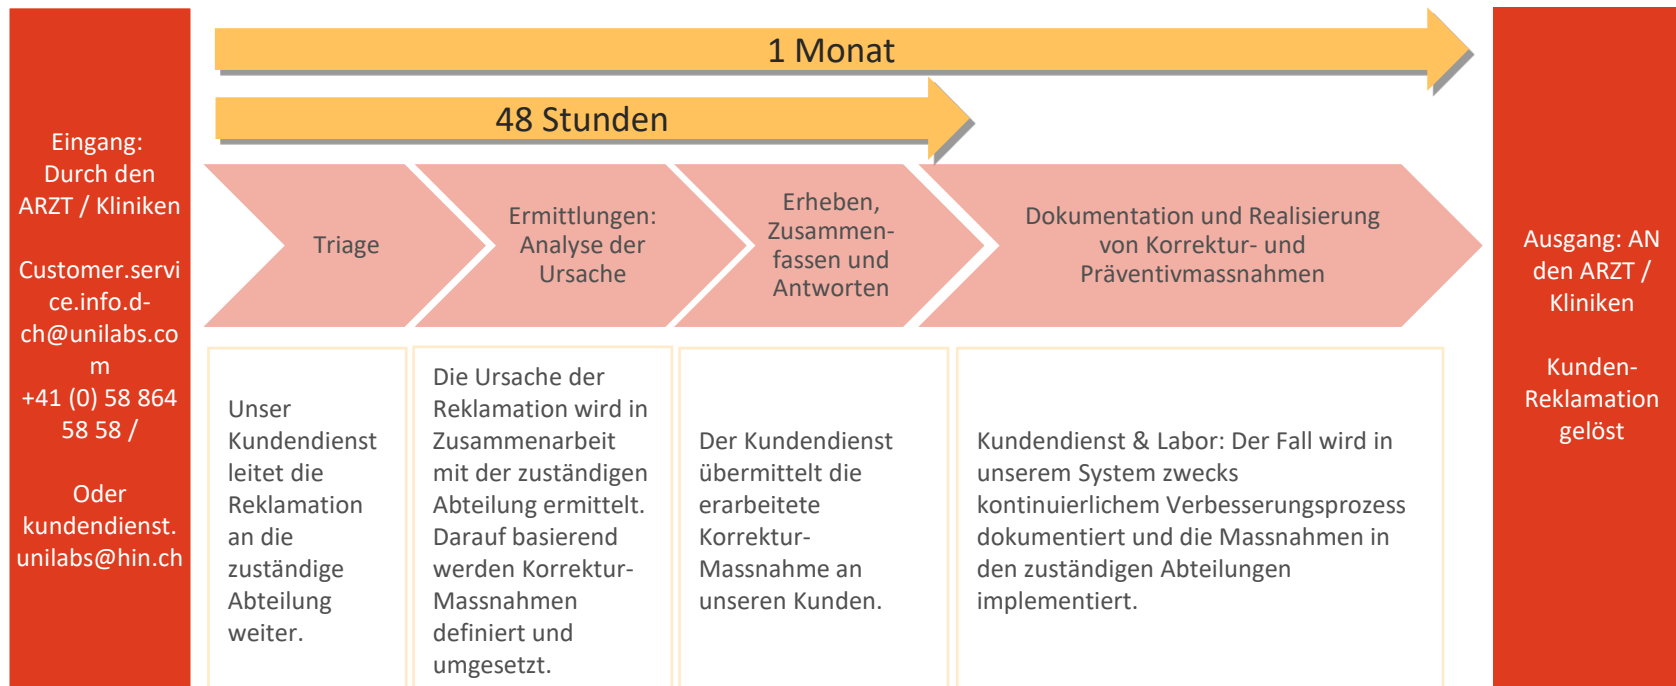 Eingang:
Durch den
ARZT / Kliniken
Customer.servi
ce.info.d-
ch@unilabs.co
m
+41 (0) 58 864
58 58 /
Oder
kundendienst.
unilabs@hin.ch
1 Monat
48 Stunden
Triage
Ermittlungen:
Analyse der
Ursache
Erheben,
Zusammen-
fassen und
Antworten
Dokumentation und Realisierung
von Korrektur- und
Präventivmassnahmen
Unser
Kundendienst
leitet die
Reklamation
an die
zuständige
Abteilung
weiter.
Die Ursache der
Reklamation wird in
Zusammenarbeit
mit der zuständigen
Abteilung ermittelt.
Darauf basierend
werden Korrektur-
Massnahmen
definiert und
umgesetzt.
Der Kundendienst
übermittelt die
erarbeitete
Korrektur-
Massnahme an
unseren Kunden.
Kundendienst & Labor: Der Fall wird in
unserem System zwecks
kontinuierlichem Verbesserungsprozess
dokumentiert und die Massnahmen in
den zuständigen Abteilungen
implementiert.
Ausgang: AN
den ARZT /
Kliniken
Kunden-
Reklamation
gelöst